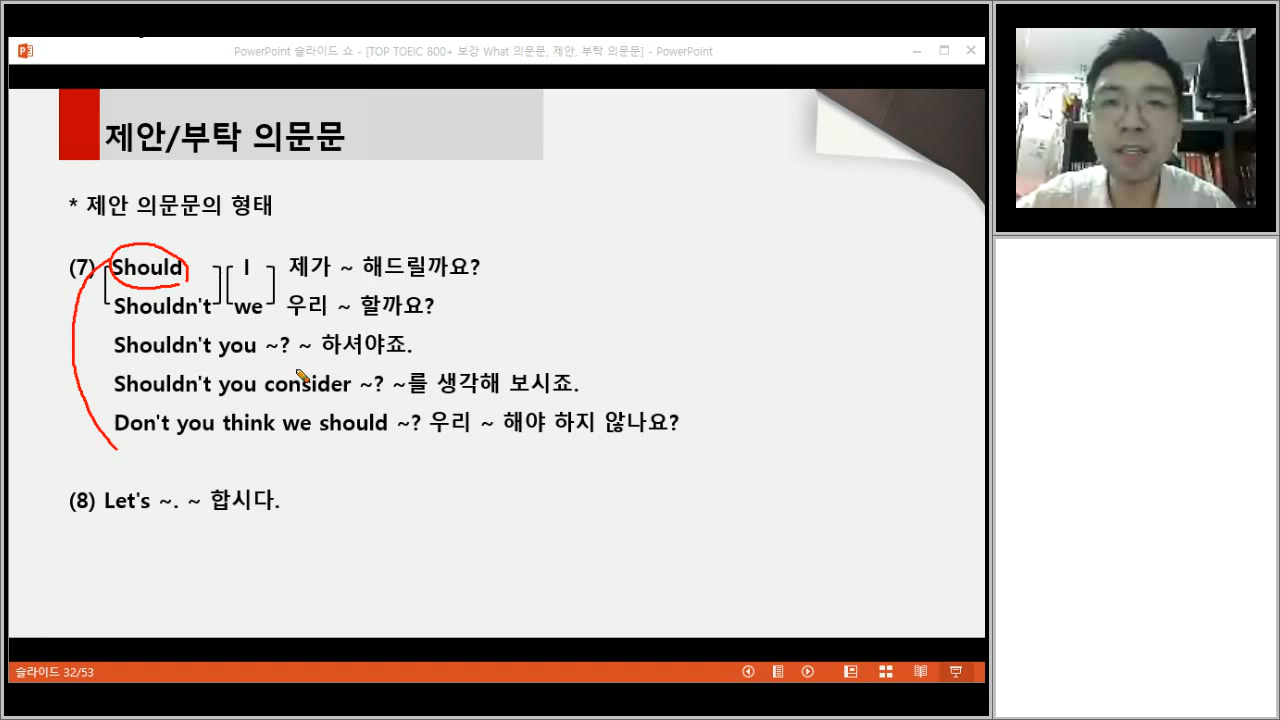 PowerPoint 슬라이드 쇼 - [TOP TOEIC 800+ 보강 What 의문문, 제안, 부탁 의문문] - PowerPoint
제안/부탁 의문문
* 제안 의문문의 형태
(7) Should I 제가 ~ 해드릴까요?
Shouldn't we 우리 ~ 할까요?
Shouldn't you ~? ~ 하셔야죠.
Shouldn't you consider ~? ~를 생각해 보시죠.
Don't you think we should ~? 우리 ~ 해야 하지 않나요?
(8) Let's ~. ~ 합시다.
슬라이드 32/53